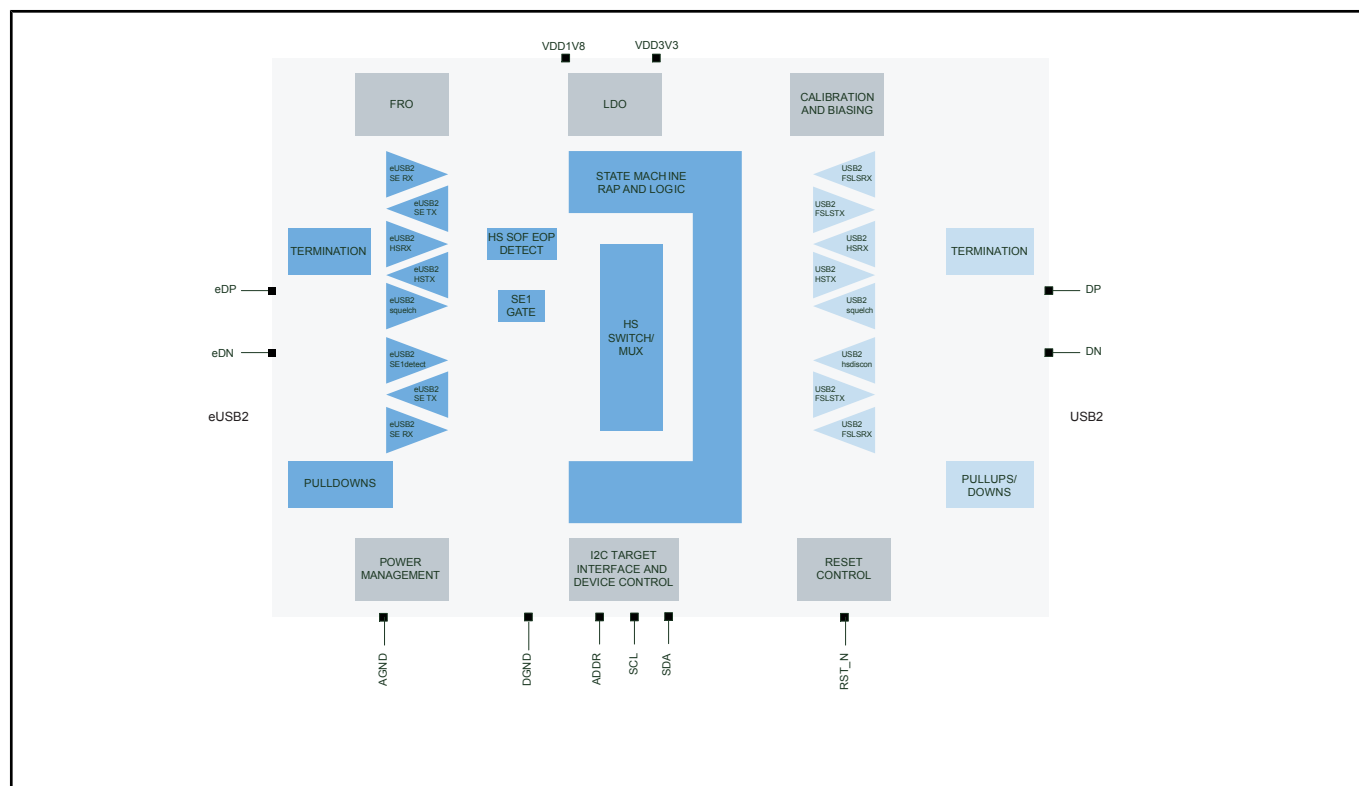 VDD1V8
VDD3V3
FRO
LDO
CALIBRATION
AND BIASING
eUSB2
SE RX
eUSB2
SE TX
eUSB2
HSRX
eUSB2
HSTX
eUSB2
squelch
eUSB2
SE1detect
eUSB2
SE TX
eUSB2
SE RX
TERMINATION
eDP
eDN
eUSB2
PULLDOWNS
HS SOF EOP
DETECT
SE1
GATE
STATE MACHINE
RAP AND LOGIC
HS
SWITCH/
MUX
USB2
FSLSRX
USB2
FSLSTX
USB2
HSRX
USB2
HSTX
USB2
squelch
USB2
hsdiscon
USB2
FSLSTX
USB2
FSLSRX
TERMINATION
DP
DN
USB2
PULLUPS/
DOWNS
POWER
MANAGEMENT
I2C TARGET
INTERFACE AND
DEVICE CONTROL
RESET
CONTROL
AGND
DGND
ADDR
SCL
SDA
RST_N